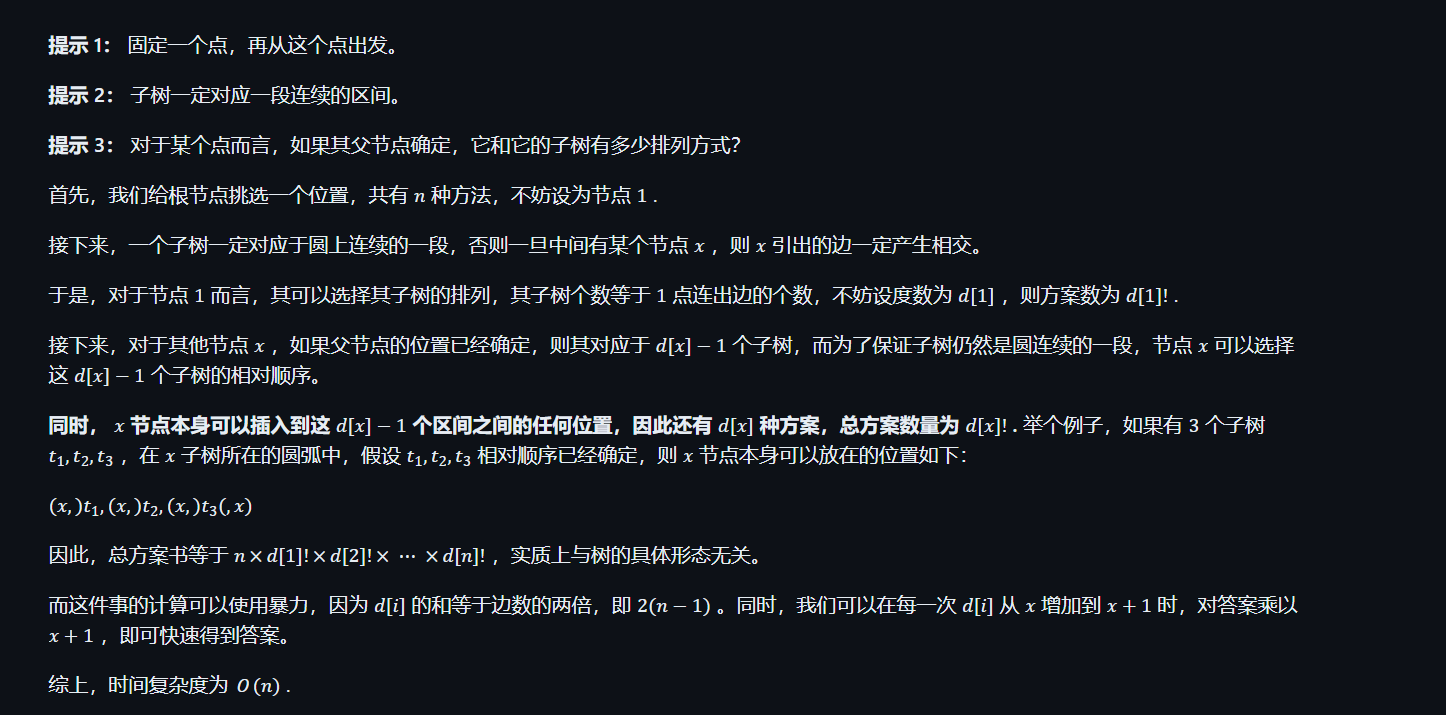 提示 1： 固定一个点，再从这个点出发。
提示 2： 子树一定对应一段连续的区间。
提示 3： 对于某个点而言，如果其父节点确定，它和它的子树有多少排列方式？
首先，我们给根节点挑选一个位置，共有 n 种方法，不妨设为节点 1 .
接下来，一个子树一定对应于圆上连续的一段，否则一旦中间有某个节点 x ，则 x 引出的边一定产生相交。
于是，对于节点 1 而言，其可以选择其子树的排列，其子树个数等于 1 点连出边的个数，不妨设度数为 d[1] ，则方案数为 d[1]! .
接下来，对于其他节点 x ，如果父节点的位置已经确定，则其对应于 d[x] − 1 个子树，而为了保证子树仍然是圆连续的一段，节点 x 可以选择
这 d[x] − 1 个子树的相对顺序。
同时， x 节点本身可以插入到这 d[x] − 1 个区间之间的任何位置，因此还有 d[x] 种方案，总方案数量为 d[x]! . 举个例子，如果有 3 个子树
t₁, t₂, t₃ ，在 x 子树所在的圆弧中，假设 t₁, t₂, t₃ 相对顺序已经确定，则 x 节点本身可以放在的位置如下：
(x, )t₁, (x, )t₂, (x, )t₃(, x)
因此，总方案书等于 n × d[1]! × d[2]! × ⋯ × d[n]! ，实质上与树的具体形态无关。
而这件事的计算可以使用暴力，因为 d[i] 的和等于边数的两倍，即 2(n − 1) 。同时，我们可以在每一次 d[i] 从 x 增加到 x + 1 时，对答案乘以
x + 1 ，即可快速得到答案。
综上，时间复杂度为 O(n) .